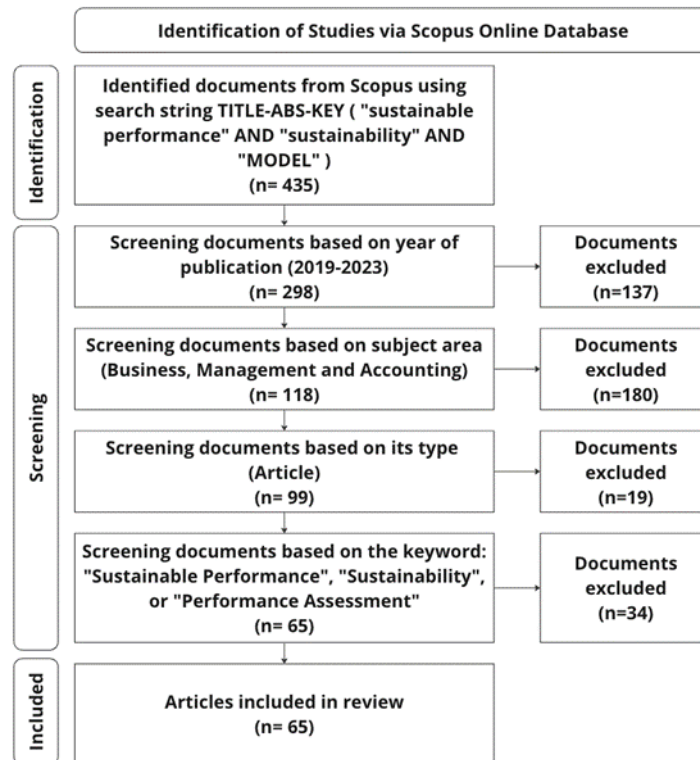 Identification of Studies via Scopus Online Database
Identification
Identified documents from Scopus using
search string TITLE-ABS-KEY ( "sustainable
performance" AND "sustainability" AND
"MODEL" )
(n= 435)
Screening
Screening documents based on year of
publication (2019-2023)
(n= 298)
Documents
excluded
(n=137)
Screening documents based on subject area
(Business, Management and Accounting)
(n= 118)
Documents
excluded
(n=180)
Screening documents based on its type
(Article)
(n= 99)
Documents
excluded
(n=19)
Screening documents based on the keyword:
"Sustainable Performance", "Sustainability",
or "Performance Assessment"
(n= 65)
Documents
excluded
(n=34)
Included
Articles included in review
(n= 65)